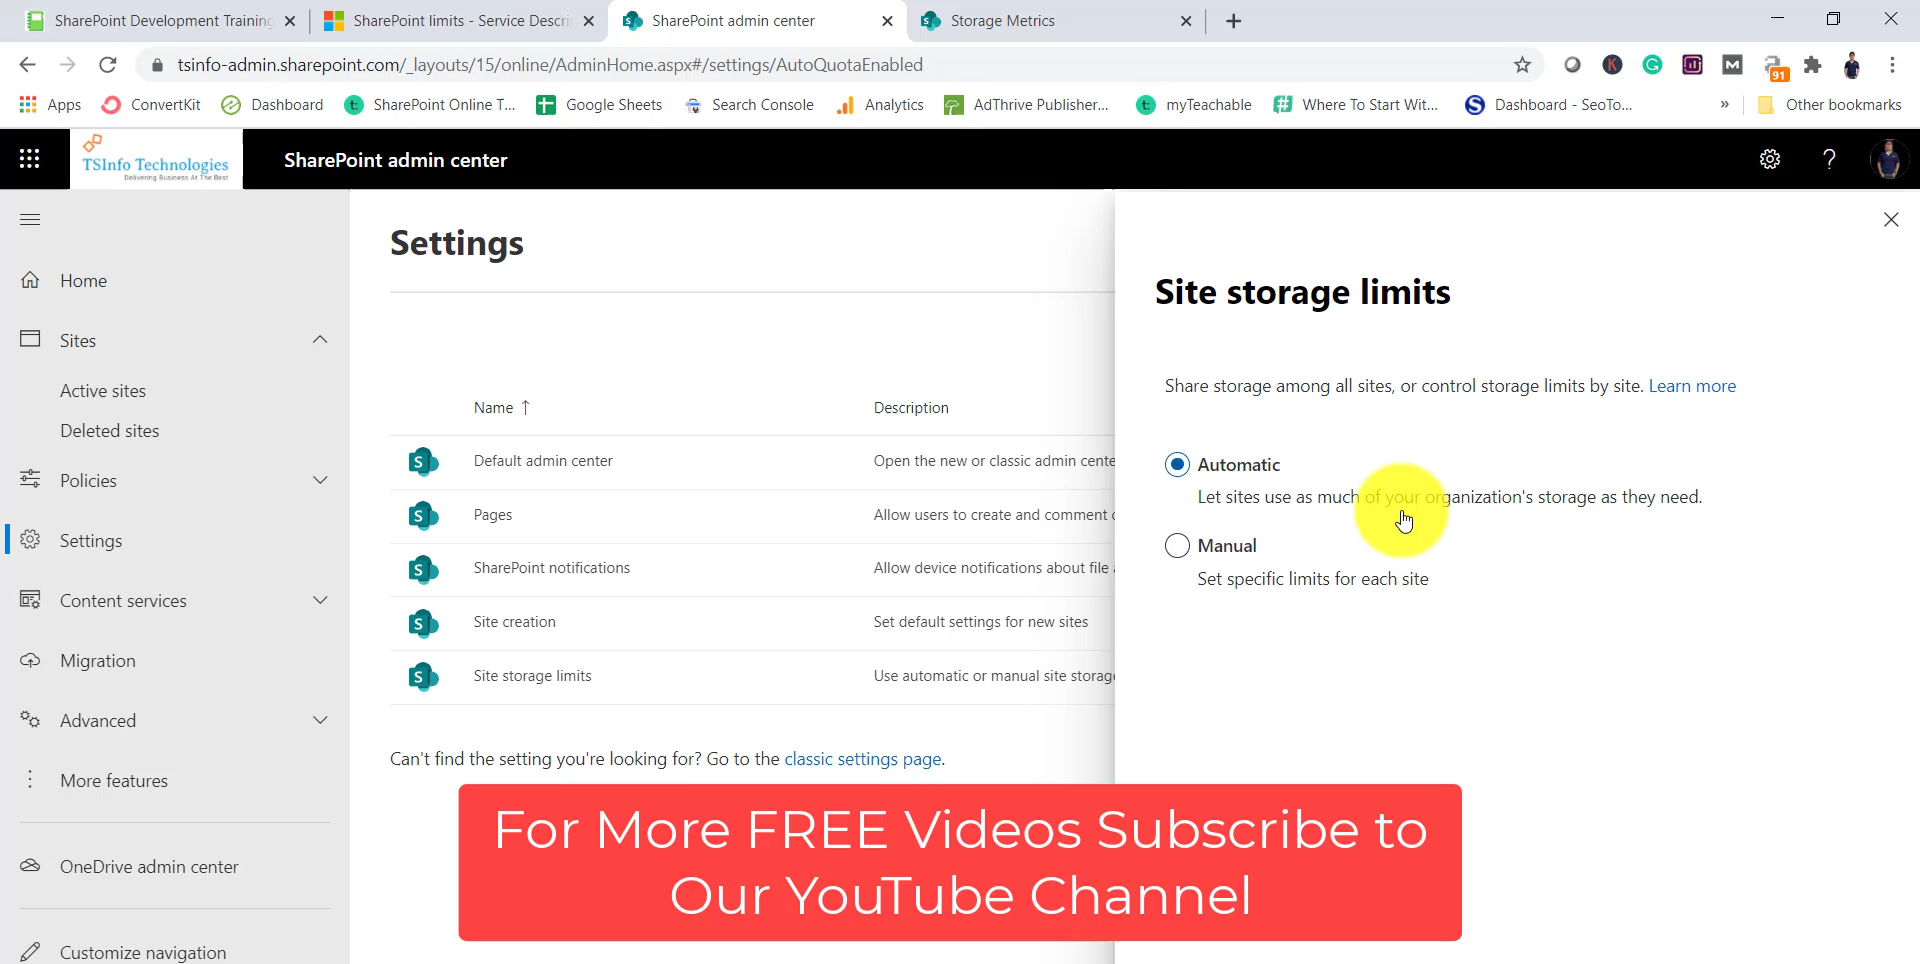 SharePoint Development Training
SharePoint limits - Service Descri
SharePoint admin center
Storage Metrics
tsinfo-admin.sharepoint.com/_layouts/15/online/AdminHome.aspx#/settings/AutoQuotaEnabled
91
Apps
ConvertKit
Dashboard
SharePoint Online T...
Google Sheets
Search Console
Analytics
AdThrive Publisher...
myTeachable
Where To Start Wit...
Dashboard - SeoTo...
»
Other bookmarks
TSInfo Technologies
Delivering Business At The Best
SharePoint admin center
Home
Sites
Active sites
Deleted sites
Policies
Settings
Content services
Migration
Advanced
More features
OneDrive admin center
Customize navigation
Settings
Name ↑
Description
Default admin center
Open the new or classic admin cente
Pages
Allow users to create and comment
SharePoint notifications
Allow device notifications about file
Site creation
Set default settings for new sites
Site storage limits
Use automatic or manual site storag
Can't find the setting you're looking for? Go to the classic settings page.
Site storage limits
Share storage among all sites, or control storage limits by site. Learn more
Automatic
Let sites use as much of your organization's storage as they need.
Manual
Set specific limits for each site
For More FREE Videos Subscribe to
Our YouTube Channel